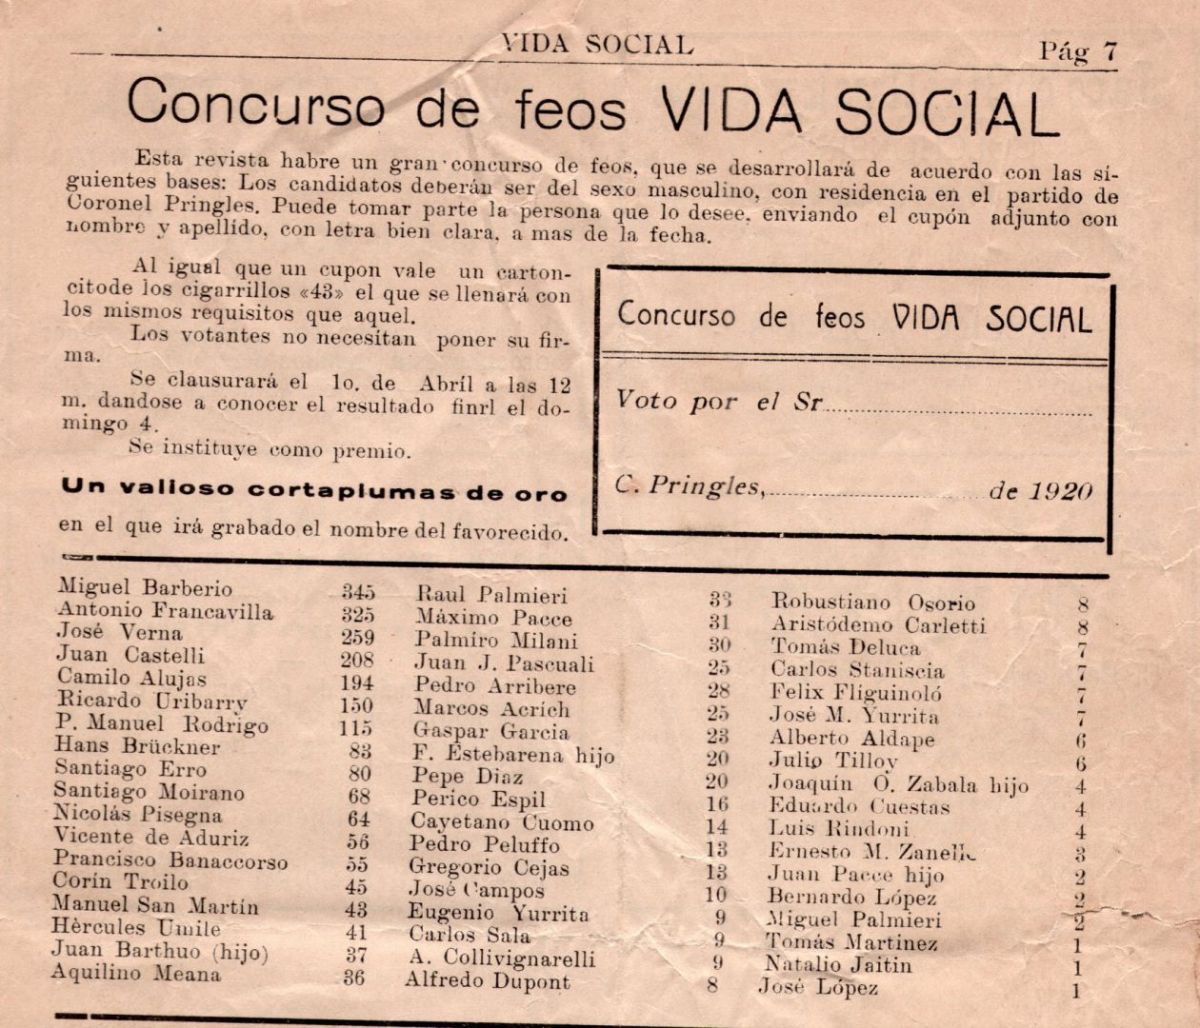 VIDA SOCIAL
Pág 7
Concurso de feos VIDA SOCIAL
Esta revista habre un gran concurso de feos, que se desarrollará de acuerdo con las si-
guientes bases: Los candidatos deberán ser del sexo masculino, con residencia en el partido de
Coronel Pringles. Puede tomar parte la persona que lo desee, enviando el cupón adjunto con
nombre y apellido, con letra bien clara, a mas de la fecha.
Al igual que un cupon vale un carton-
citode los cigarrillos «43» el que se llenará con
los mismos requisitos que aquel.
Los votantes no necesitan poner su fir-
ma.
Se clausurará el 1o. de Abríl a las 12
m. dandose a conocer el resultado finrl el do-
mingo 4.
Se instituye como premio.
Un valioso cortaplumas de oro
en el que irá grabado el nombre del favorecido.
Concurso de feos VIDA SOCIAL
Voto por el Sr
C. Pringles, de 1920
Miguel Barberio 345
Antonio Francavilla 325
José Verna 259
Juan Castelli 208
Camilo Alujas 194
Ricardo Uribarry 150
P. Manuel Rodrigo 115
Hans Brückner 83
Santiago Erro 80
Santiago Moirano 68
Nicolás Pisegna 64
Vicente de Aduriz 56
Prancisco Banaccorso 55
Corín Troilo 45
Manuel San Martín 43
Hèrcules Umile 41
Juan Barthuo (hijo) 37
Aquilino Meana 36
Raul Palmieri 33
Máximo Pacce 31
Palmíro Milani 30
Juan J. Pascuali 25
Pedro Arribere 28
Marcos Acrich 25
Gaspar Garcia 23
F. Estebarena hijo 20
Pepe Diaz 20
Perico Espil 16
Cayetano Cuomo 14
Pedro Peluffo 13
Gregorio Cejas 13
José Campos 10
Eugenio Yurrita 9
Carlos Sala 9
A. Collivignarelli 9
Alfredo Dupont 8
Robustiano Osorio 8
Aristódemo Carletti 8
Tomás Deluca 7
Carlos Staniscia 7
Felix Fliguinoló 7
José M. Yurrita 7
Alberto Aldape 6
Julio Tilloy 6
Joaquín O. Zabala hijo 4
Eduardo Cuestas 4
Luis Rindoni 4
Ernesto M. Zanelli 3
Juan Pacce hijo 2
Bernardo López 2
Miguel Palmieri 2
Tomás Martinez 1
Natalio Jaitin 1
José López 1